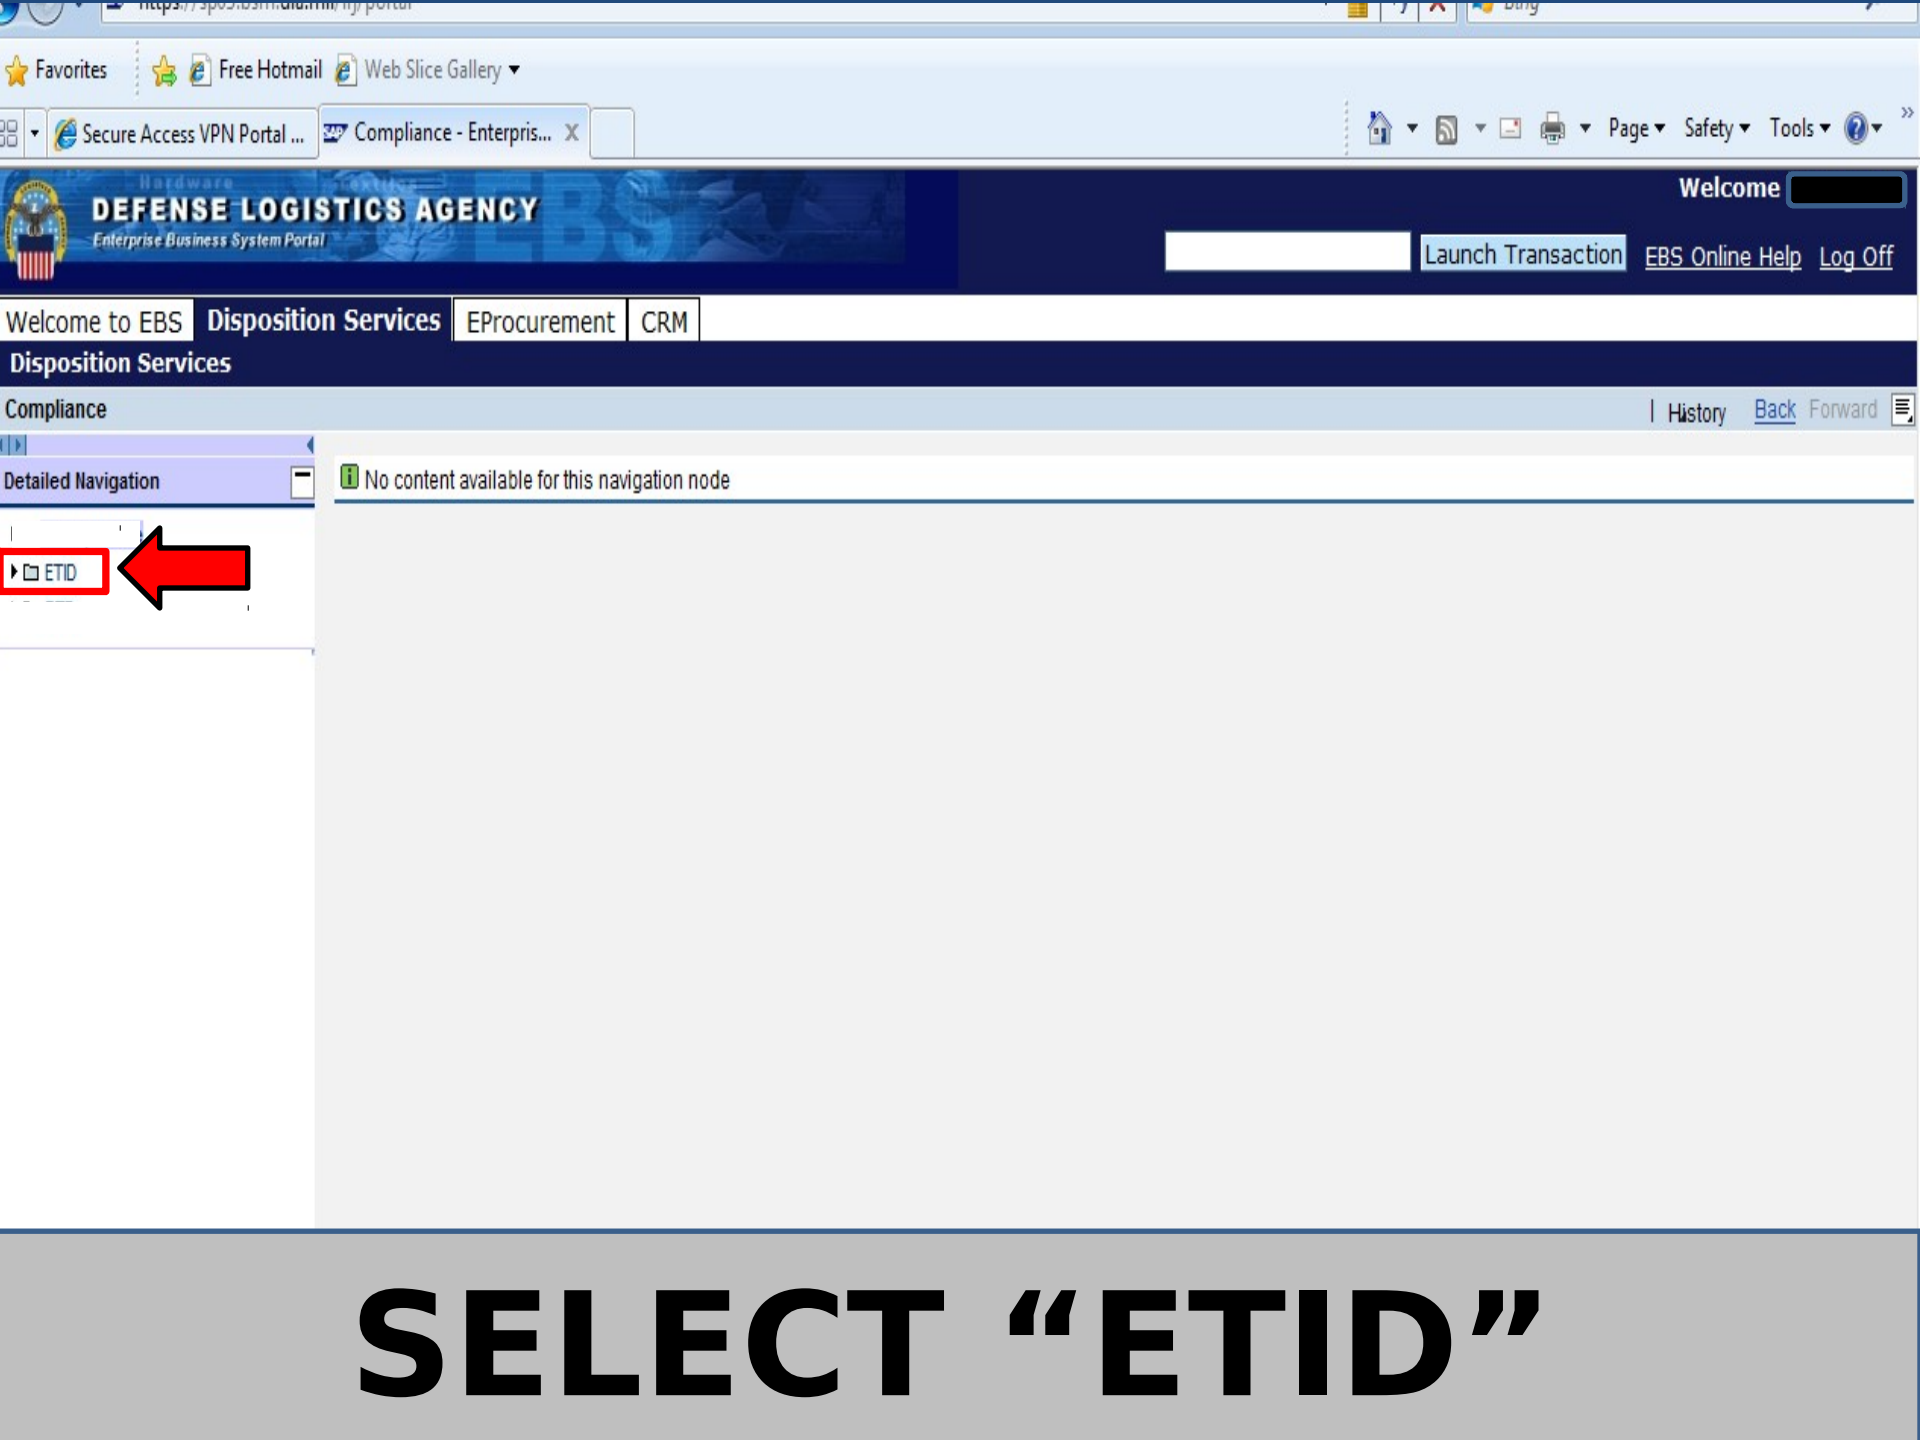 Favorites Free Hotmail Web Slice Gallery
Secure Access VPN Portal ... Compliance - Enterpris... X Page Safety Tools »
Hardware
DEFENSE LOGISTICS AGENCY EBS Welcome
Enterprise Business System Portal
Launch Transaction EBS Online Help Log Off
Welcome to EBS Disposition Services EProcurement CRM
Disposition Services
Compliance | History Back Forward
Detailed Navigation
No content available for this navigation node
ETID
SELECT “ETID”